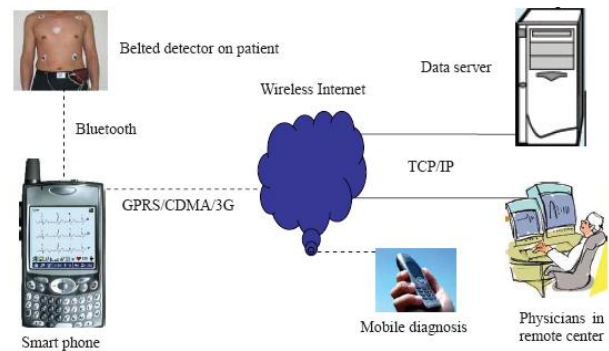 Belted detector on patient
Data server
Wireless Internet
Bluetooth
TCP/IP
GPRS/CDMA/3G
Mobile diagnosis
Physicians in
remote center
Smart phone